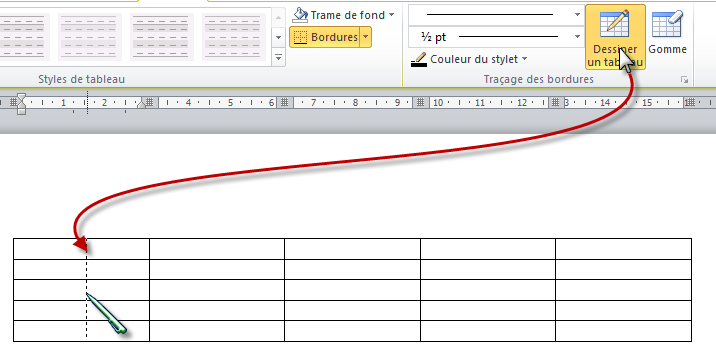 Trame de fond
Bordures
Styles de tableau
½ pt
Couleur du stylet
Dessiner
un tableau
Gomme
Traçage des bordures
1 2 3 4 5 6 7 8 9 10 11 12 13 14 15 16